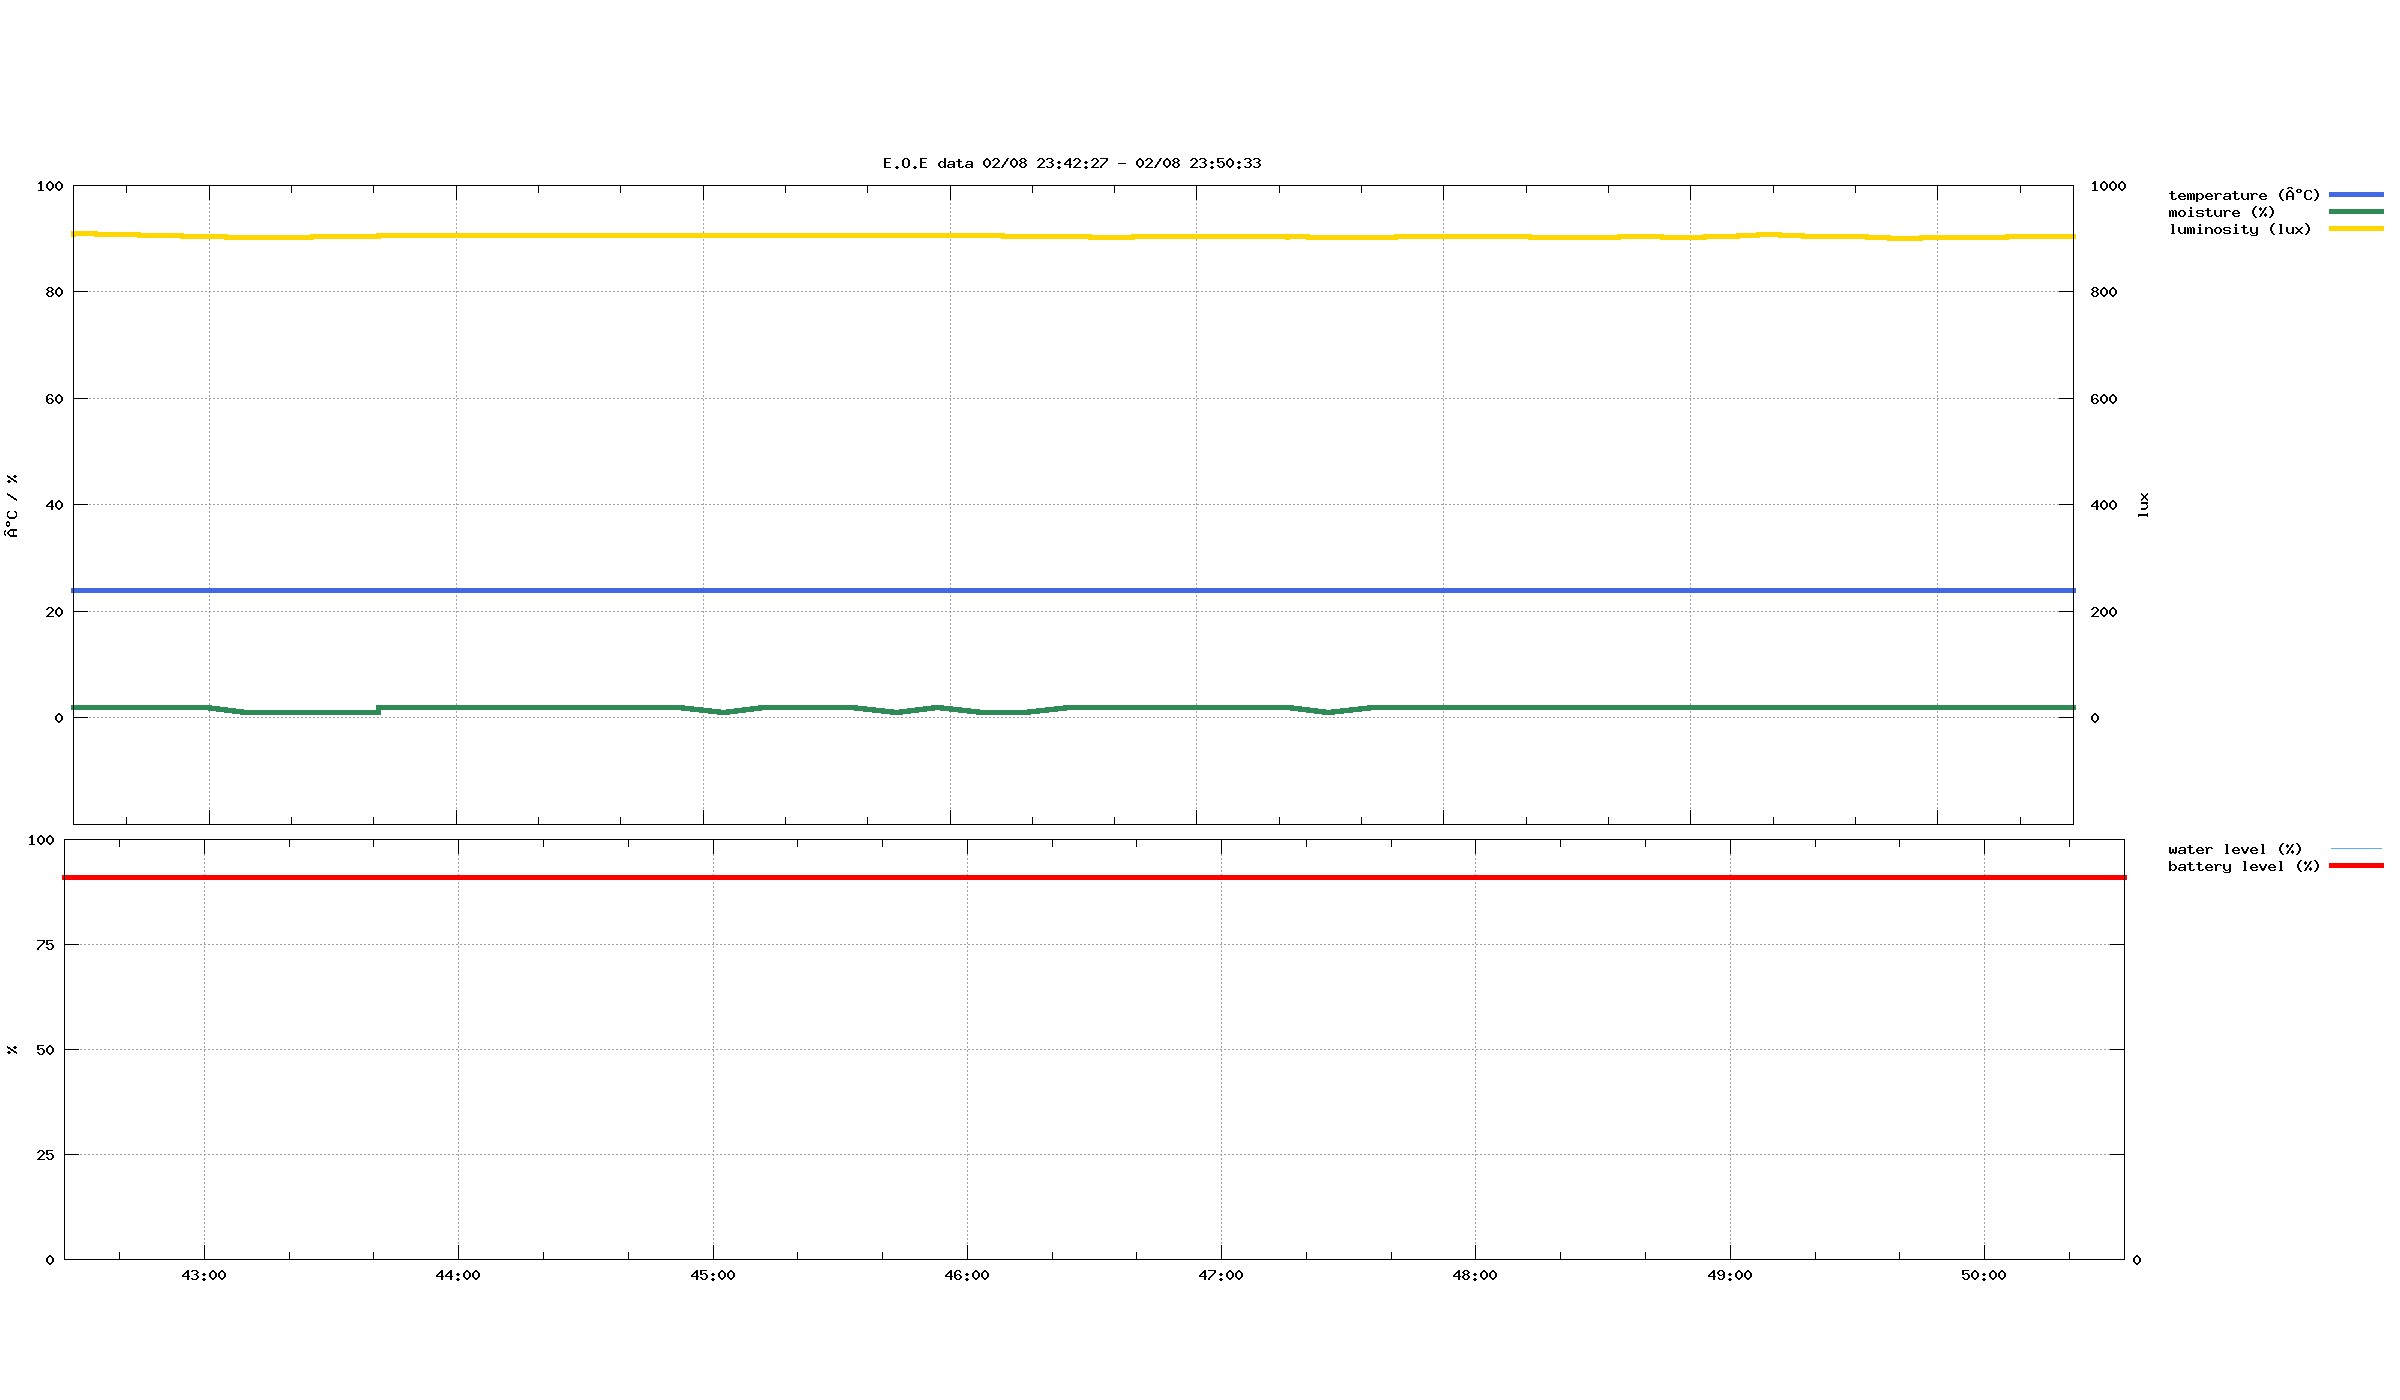 E.O.E data 02/08 23:42:27 - 02/08 23:50:33
100
80
60
40
20
0
Â°C / %
1000
800
600
400
200
0
lux
temperature (Â°C)
moisture (%)
luminosity (lux)
100
75
50
25
0
%
0
water level (%)
battery level (%)
43:00 44:00 45:00 46:00 47:00 48:00 49:00 50:00